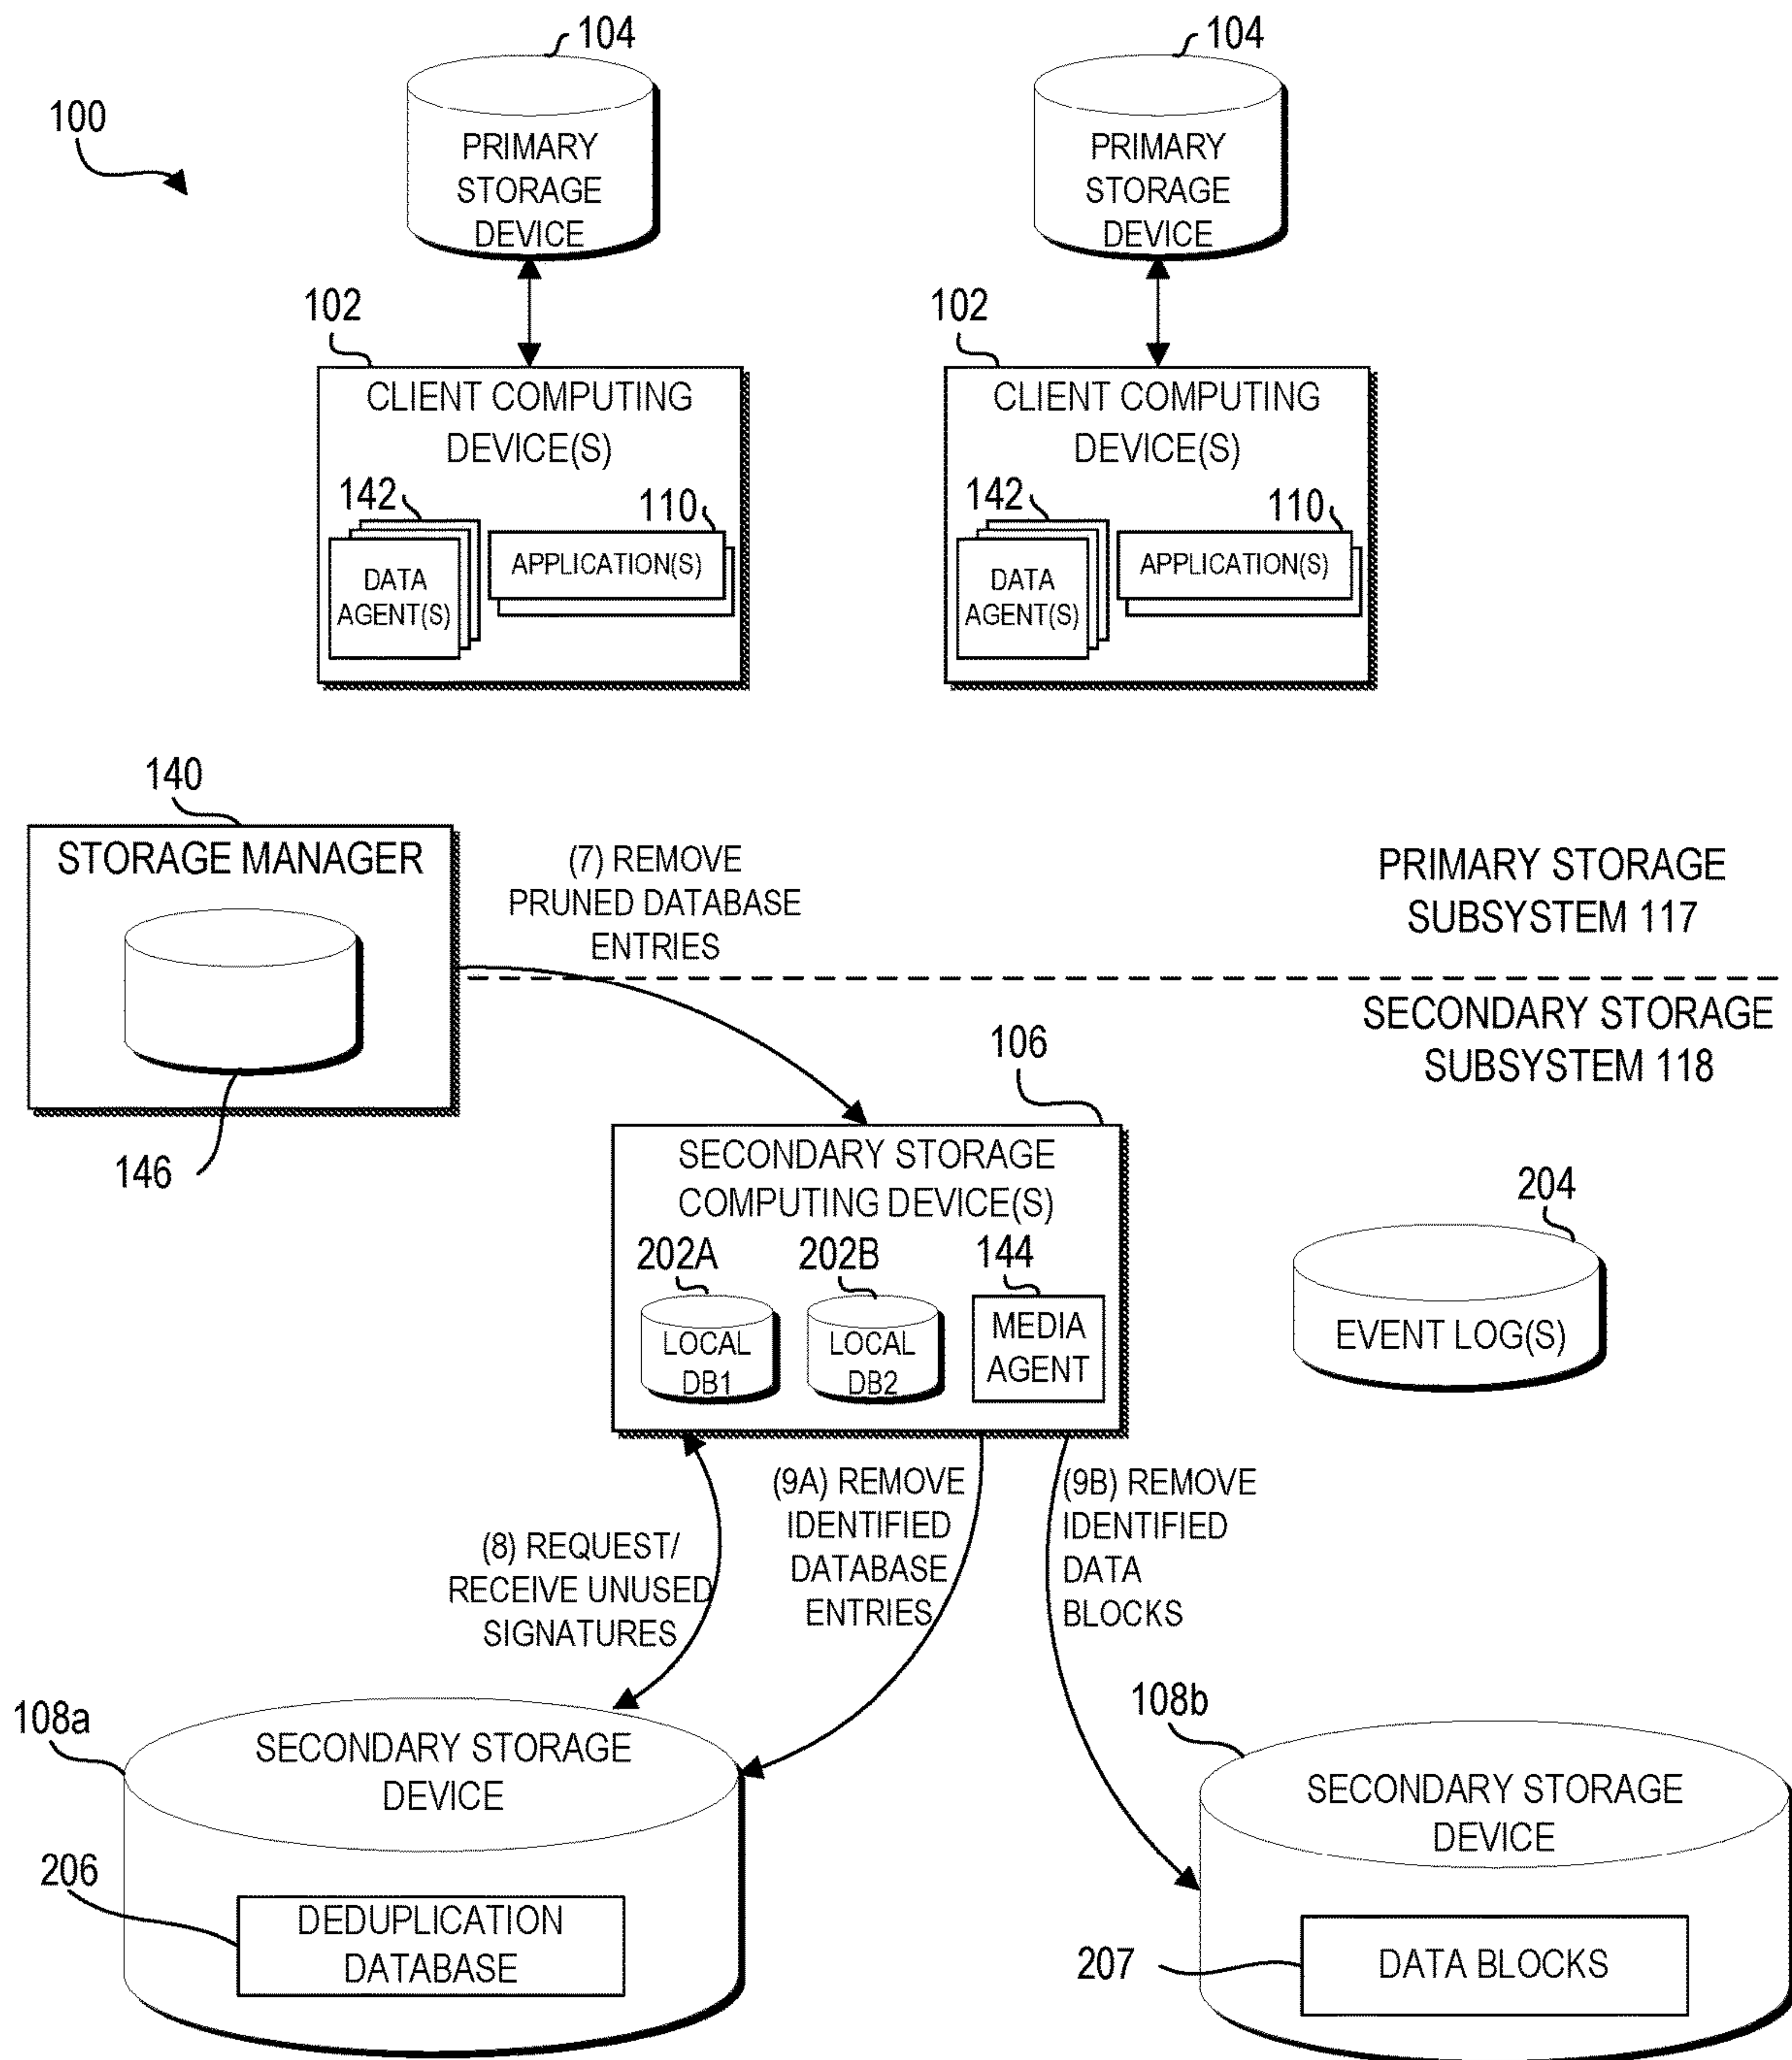 104
104
100
PRIMARY
STORAGE
DEVICE
PRIMARY
STORAGE
DEVICE
102
102
CLIENT COMPUTING
DEVICE(S)
142
110
DATA
AGENT(S)
APPLICATION(S)
CLIENT COMPUTING
DEVICE(S)
142
110
DATA
AGENT(S)
APPLICATION(S)
140
STORAGE MANAGER
146
(7) REMOVE
PRUNED DATABASE
ENTRIES
PRIMARY STORAGE
SUBSYSTEM 117
SECONDARY STORAGE
SUBSYSTEM 118
106
SECONDARY STORAGE
COMPUTING DEVICE(S)
202A
202B
144
LOCAL
DB1
LOCAL
DB2
MEDIA
AGENT
204
EVENT LOG(S)
(8) REQUEST/
RECEIVE UNUSED
SIGNATURES
(9A) REMOVE
IDENTIFIED
DATABASE
ENTRIES
(9B) REMOVE
IDENTIFIED
DATA
BLOCKS
108a
SECONDARY STORAGE
DEVICE
206
DEDUPLICATION
DATABASE
108b
SECONDARY STORAGE
DEVICE
207
DATA BLOCKS